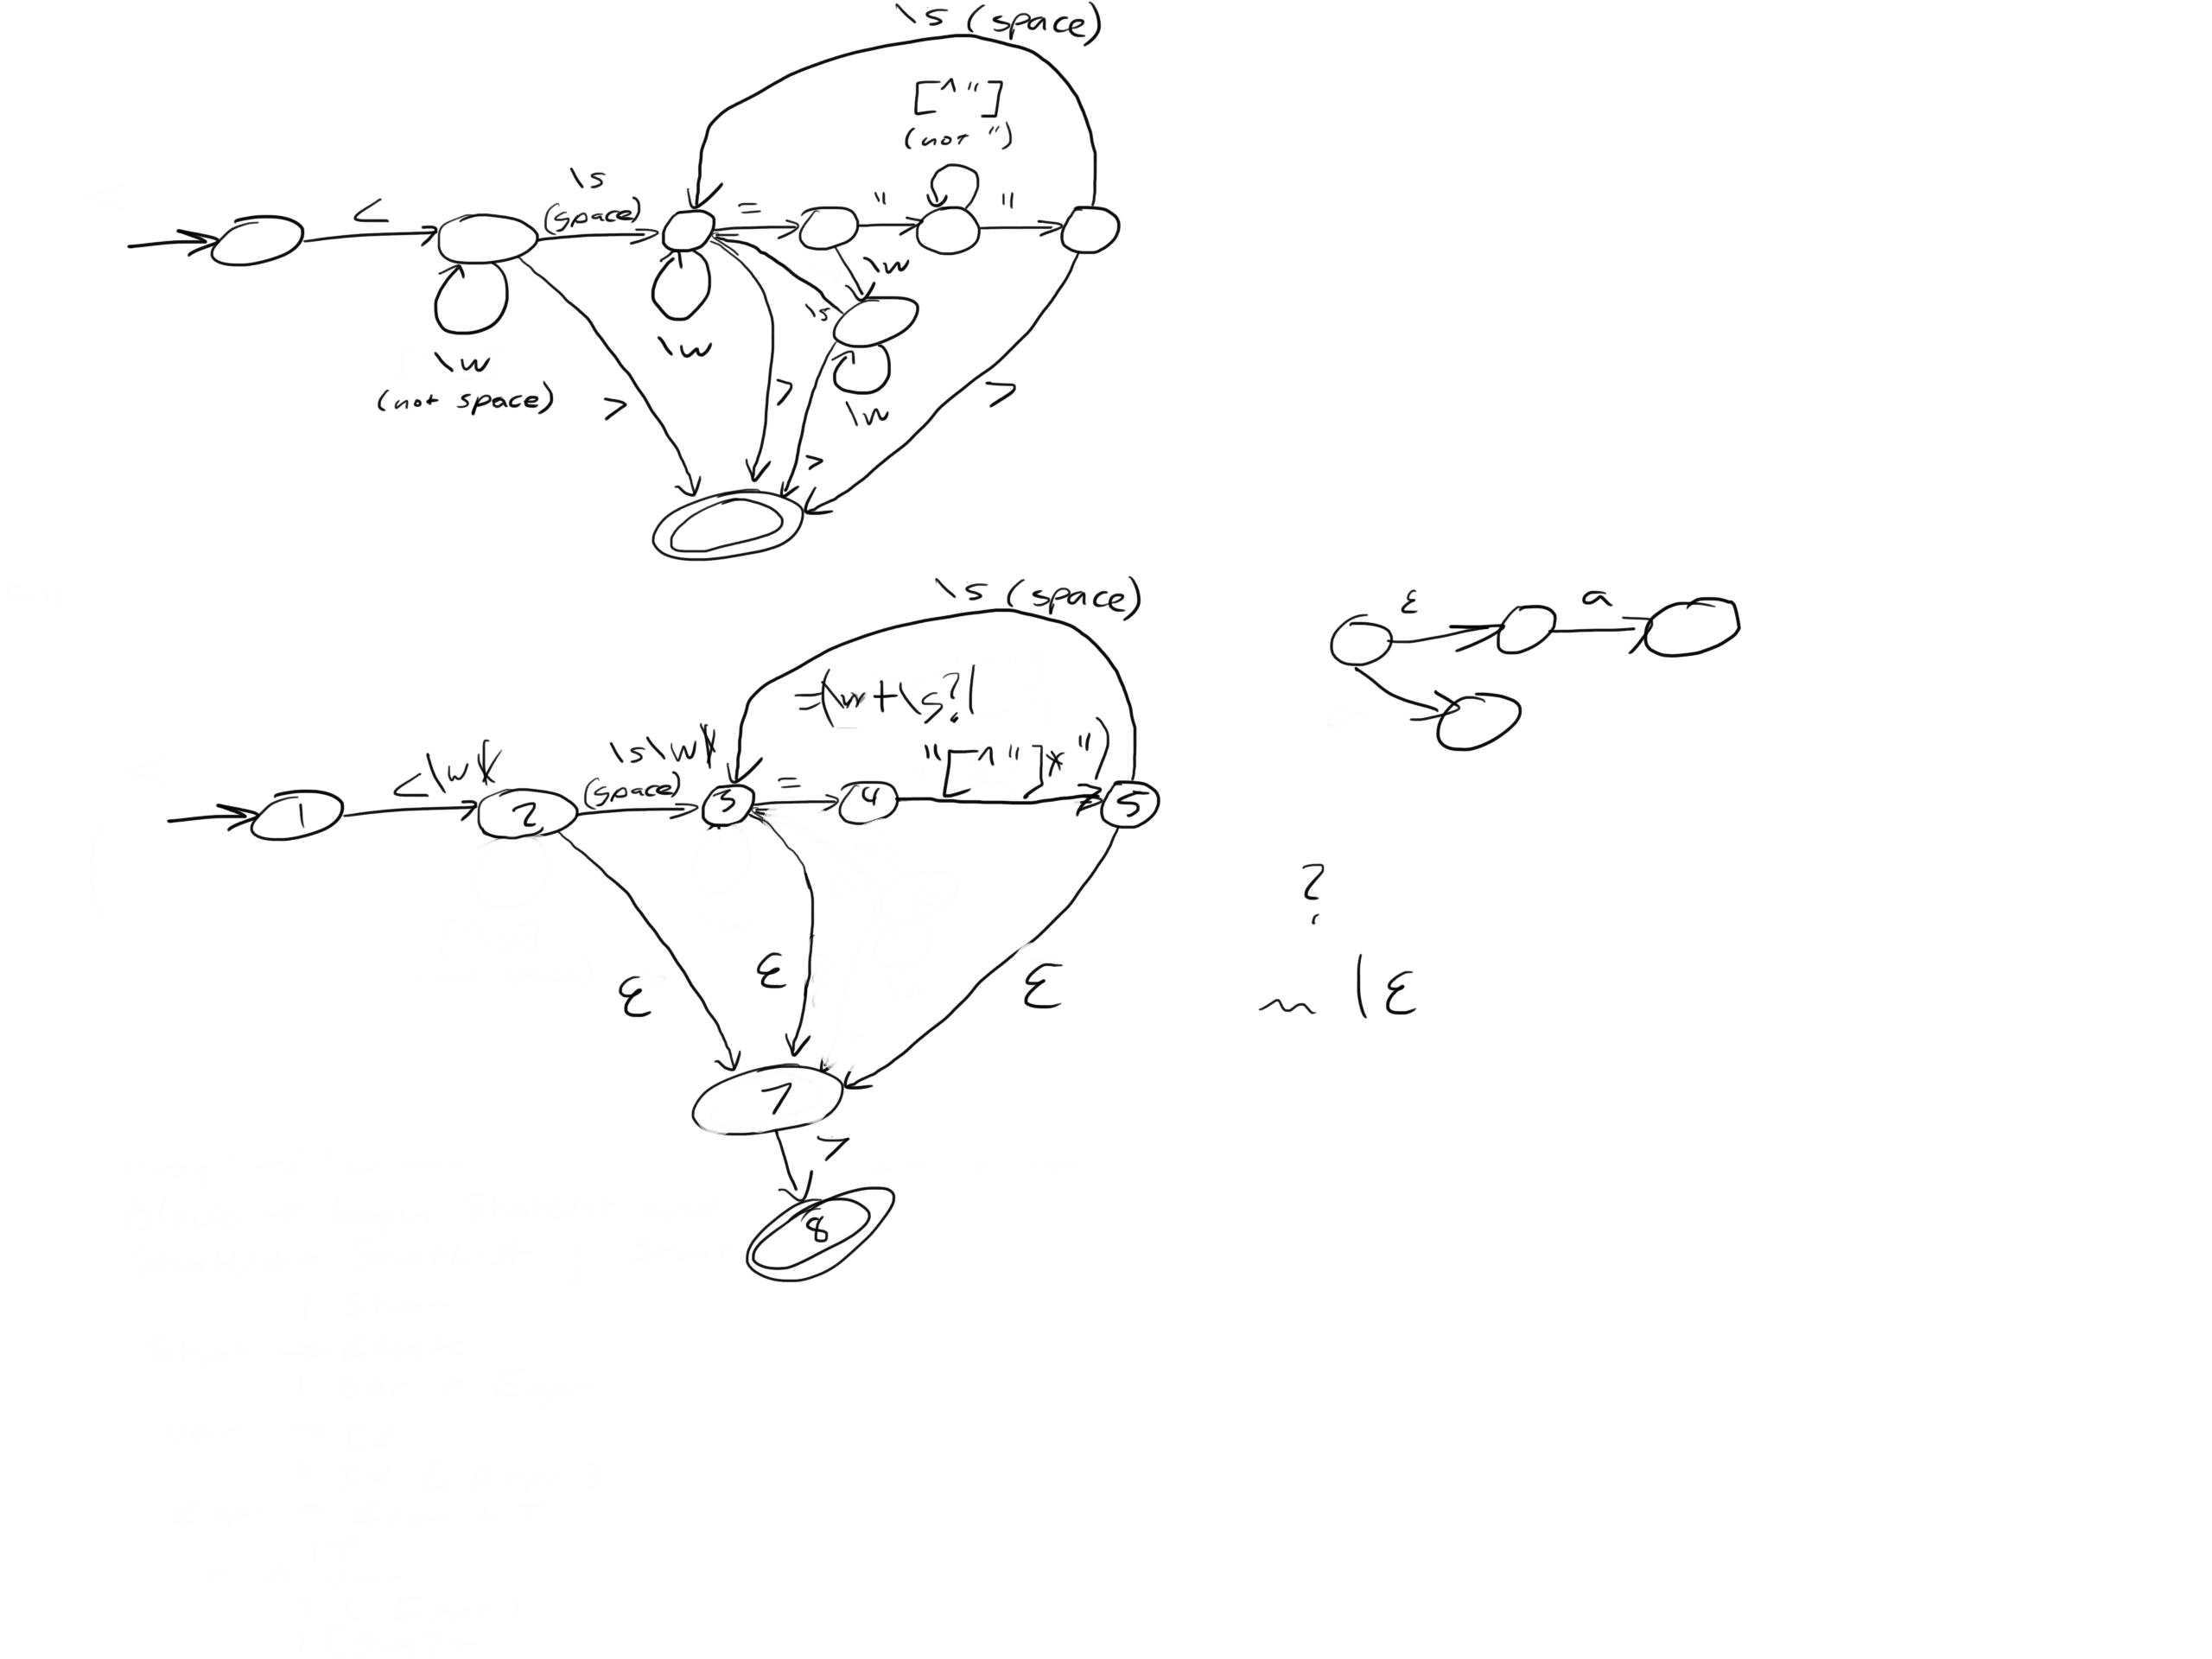 \s (space)
[^"]
(not ")
\s
(space)
<
=
"
"
\w
\s
\w
(not space)
\w
\w
>
>
>
>
\s (space)
ε
a
=(\w+\s?|
"[^"]*")
<\w*
\s\w*
(space)
=
1
2
3
4
5
?
ε
ε
ε
~ | ε
7
>
8